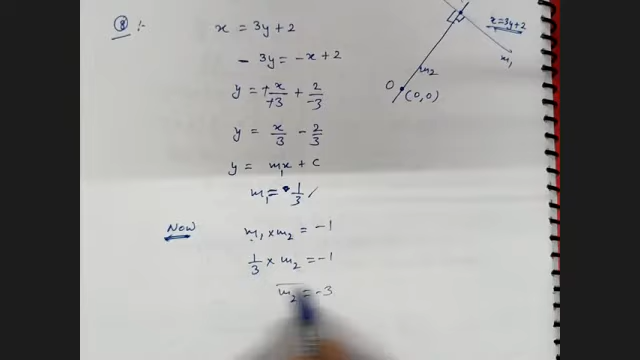 8 :-
x = 3y + 2
- 3y = - x + 2
y = +x/+3 + 2/-3
y = x/3 - 2/3
y = m₁x + c
m₁ = 1/3
Now
m₁ × m₂ = -1
1/3 × m₂ = -1
m₂ = -3
x = 3y + 2
m₁
m₂
O
(0,0)